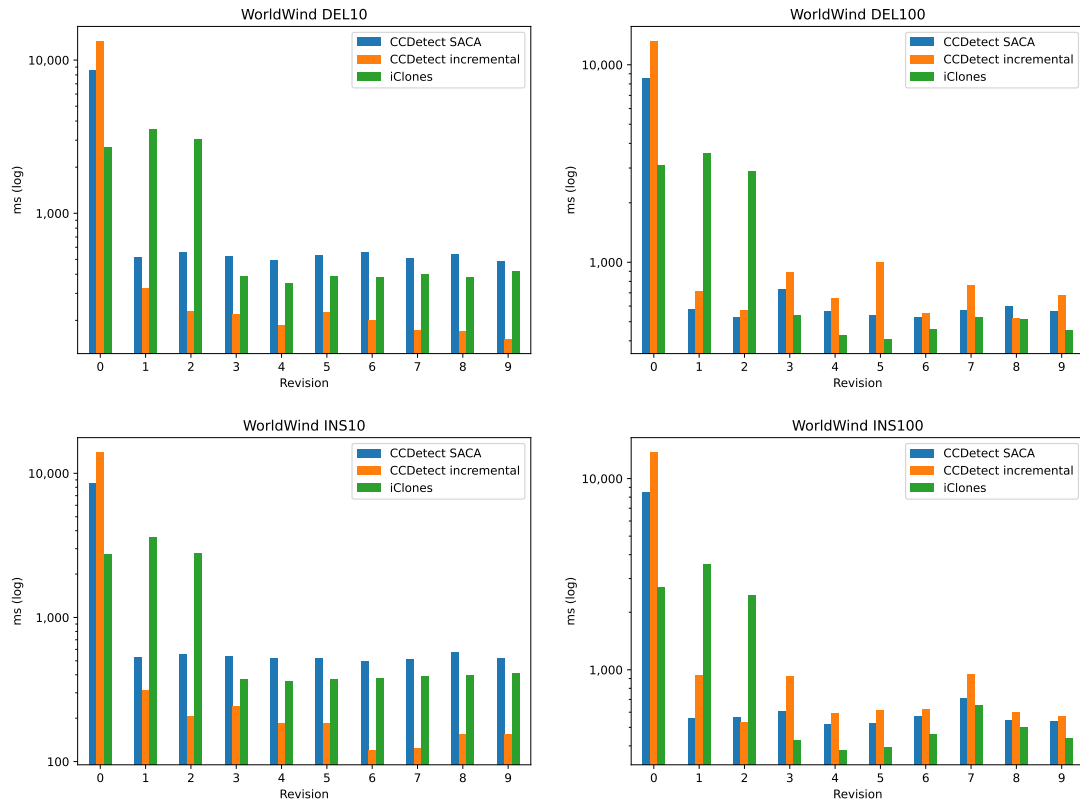 WorldWind DEL10
CCDetect SACA
CCDetect incremental
iClones
10,000
1,000
ms (log)
0 1 2 3 4 5 6 7 8 9
Revision
WorldWind DEL100
CCDetect SACA
CCDetect incremental
iClones
10,000
1,000
ms (log)
0 1 2 3 4 5 6 7 8 9
Revision
WorldWind INS10
CCDetect SACA
CCDetect incremental
iClones
10,000
1,000
100
ms (log)
0 1 2 3 4 5 6 7 8 9
Revision
WorldWind INS100
CCDetect SACA
CCDetect incremental
iClones
10,000
1,000
ms (log)
0 1 2 3 4 5 6 7 8 9
Revision